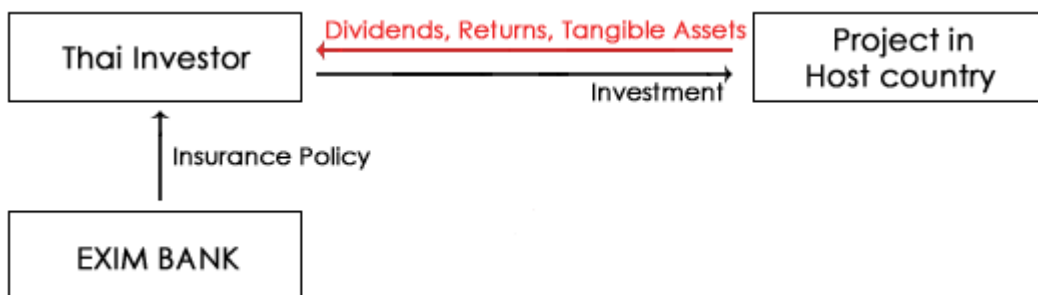 Dividends, Returns, Tangible Assets
Thai Investor
Project in
Host country
Investment
Insurance Policy
EXIM BANK